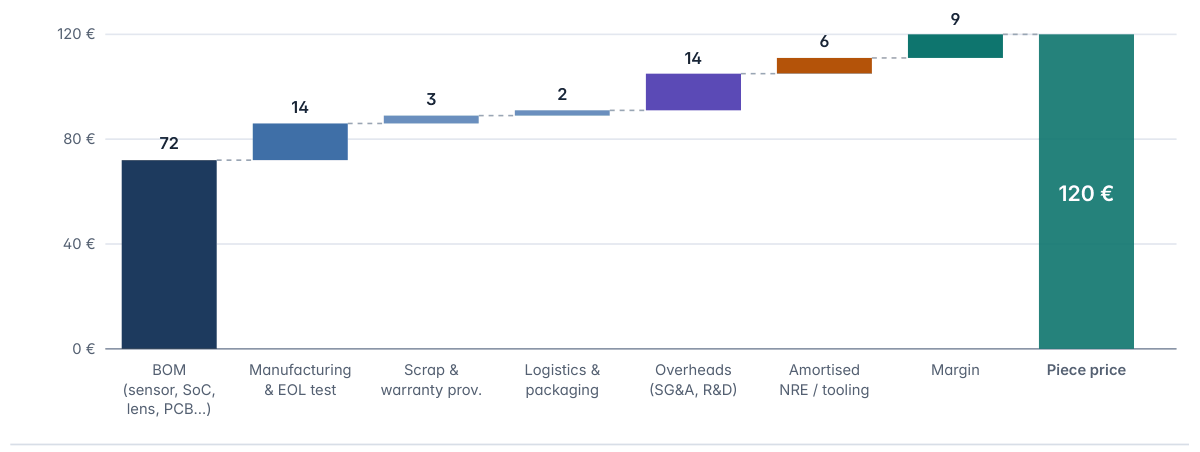 9
120 €
6
14
3
2
14
80 €
72
120 €
40 €
0 €
BOM
(sensor, SoC,
lens, PCB...)
Manufacturing
& EOL test
Scrap &
warranty prov.
Logistics &
packaging
Overheads
(SG&A, R&D)
Amortised
NRE / tooling
Margin
Piece price